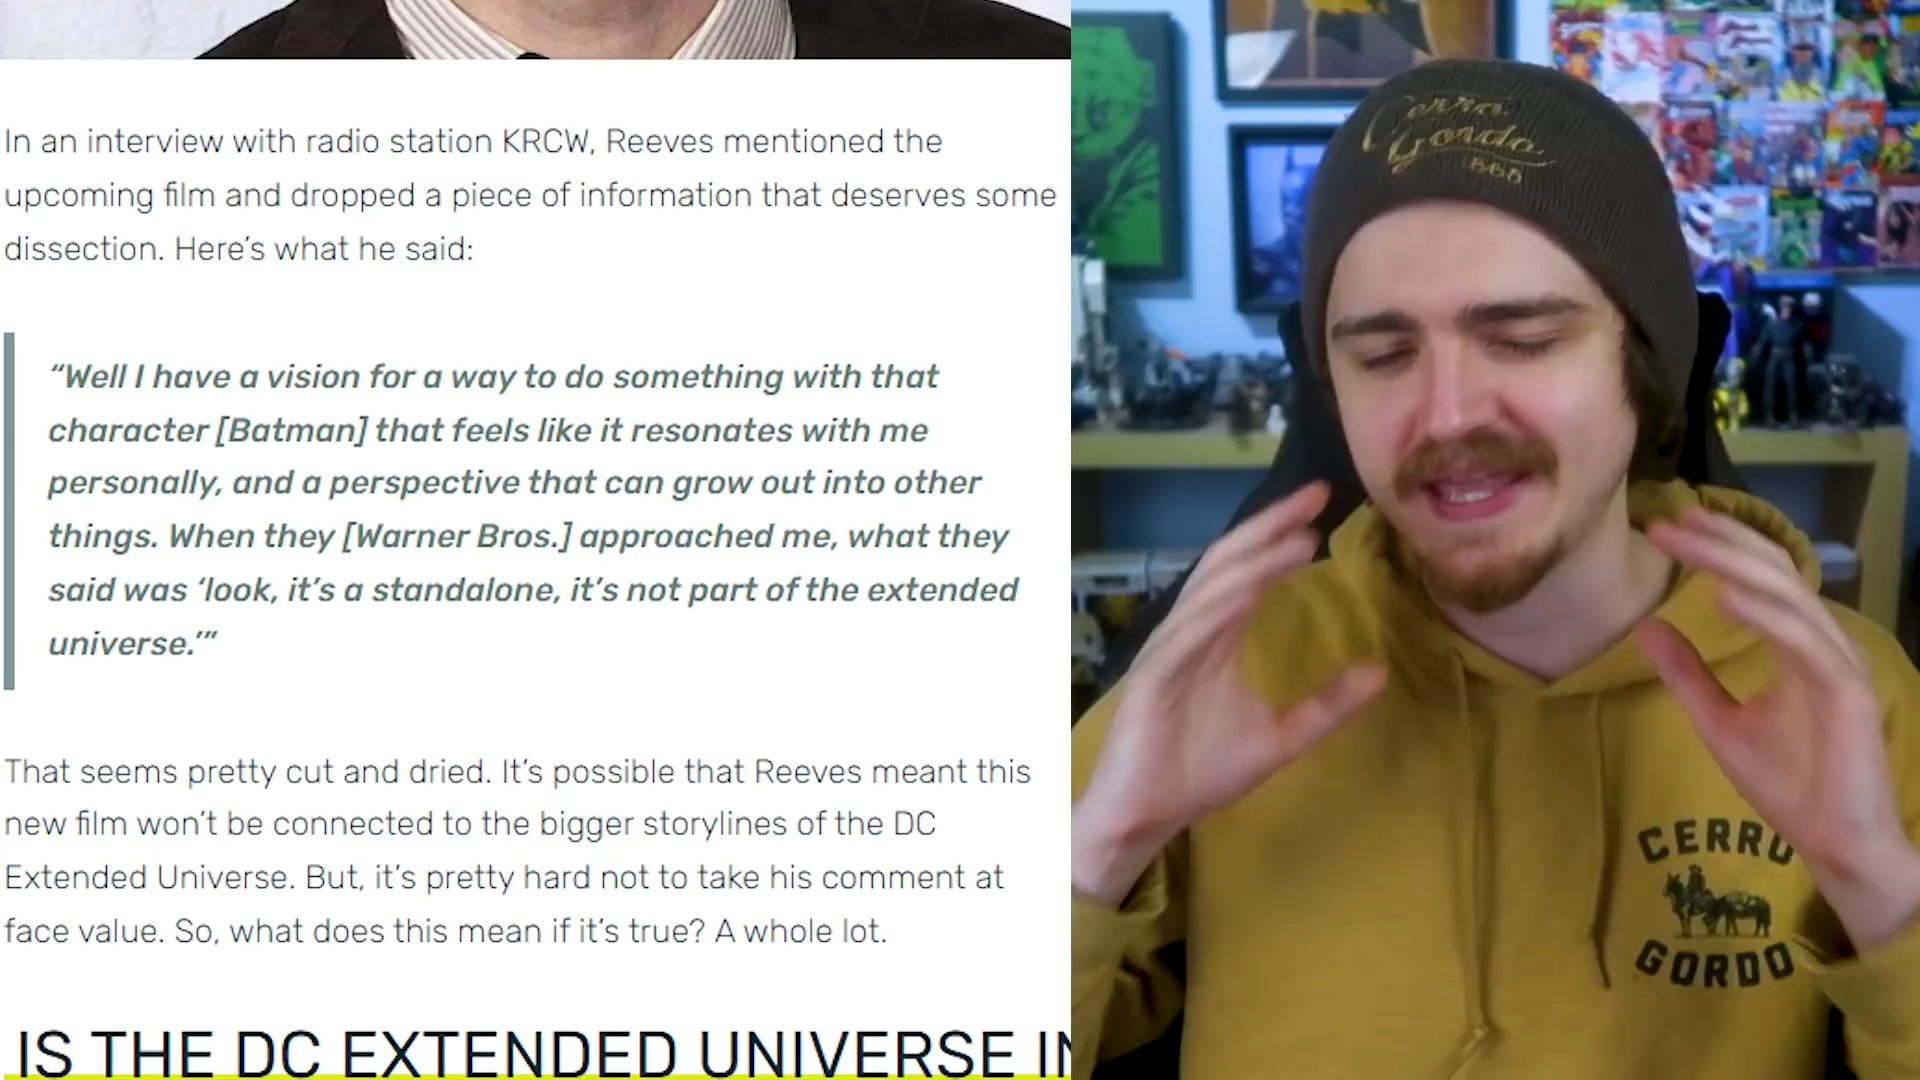 In an interview with radio station KRCW, Reeves mentioned the
upcoming film and dropped a piece of information that deserves some
dissection. Here’s what he said:
“Well I have a vision for a way to do something with that
character [Batman] that feels like it resonates with me
personally, and a perspective that can grow out into other
things. When they [Warner Bros.] approached me, what they
said was ‘look, it’s a standalone, it’s not part of the extended
universe.’”
That seems pretty cut and dried. It’s possible that Reeves meant this
new film won’t be connected to the bigger storylines of the DC
Extended Universe. But, it’s pretty hard not to take his comment at
face value. So, what does this mean if it’s true? A whole lot.
IS THE DC EXTENDED UNIVERSE IN
Cerro
Gordo
CERRO
GORDO